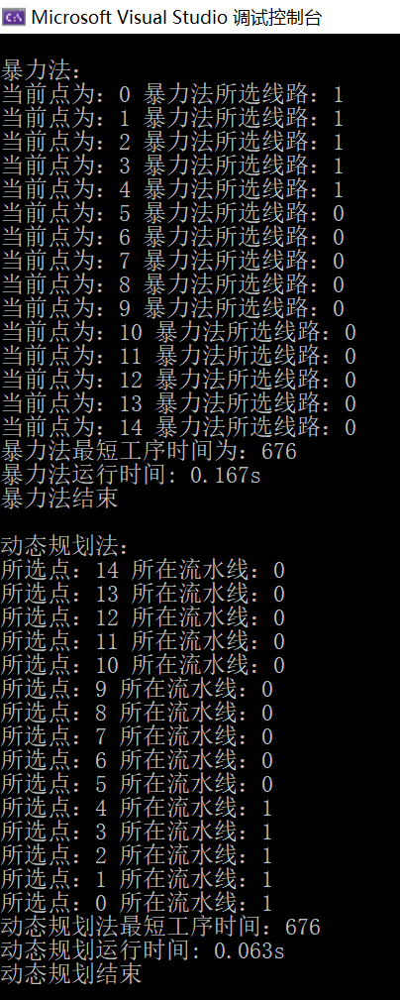 Microsoft Visual Studio 调试控制台
暴力法：
当前点为：0 暴力法所选线路：1
当前点为：1 暴力法所选线路：1
当前点为：2 暴力法所选线路：1
当前点为：3 暴力法所选线路：1
当前点为：4 暴力法所选线路：1
当前点为：5 暴力法所选线路：0
当前点为：6 暴力法所选线路：0
当前点为：7 暴力法所选线路：0
当前点为：8 暴力法所选线路：0
当前点为：9 暴力法所选线路：0
当前点为：10 暴力法所选线路：0
当前点为：11 暴力法所选线路：0
当前点为：12 暴力法所选线路：0
当前点为：13 暴力法所选线路：0
当前点为：14 暴力法所选线路：0
暴力法最短工序时间为：676
暴力法运行时间: 0.167s
暴力法结束
动态规划法：
所选点：14 所在流水线：0
所选点：13 所在流水线：0
所选点：12 所在流水线：0
所选点：11 所在流水线：0
所选点：10 所在流水线：0
所选点：9 所在流水线：0
所选点：8 所在流水线：0
所选点：7 所在流水线：0
所选点：6 所在流水线：0
所选点：5 所在流水线：0
所选点：4 所在流水线：1
所选点：3 所在流水线：1
所选点：2 所在流水线：1
所选点：1 所在流水线：1
所选点：0 所在流水线：1
动态规划法最短工序时间：676
动态规划运行时间: 0.063s
动态规划结束